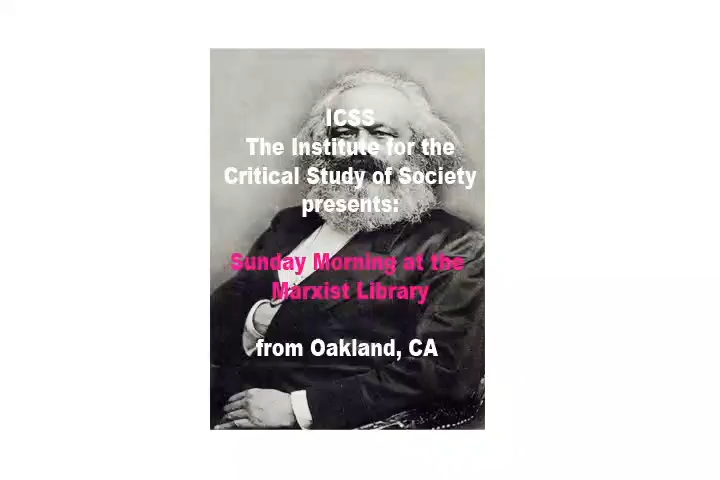 ICSS
The Institute for the
Critical Study of Society
presents:
Sunday Morning at the
Marxist Library
from Oakland, CA